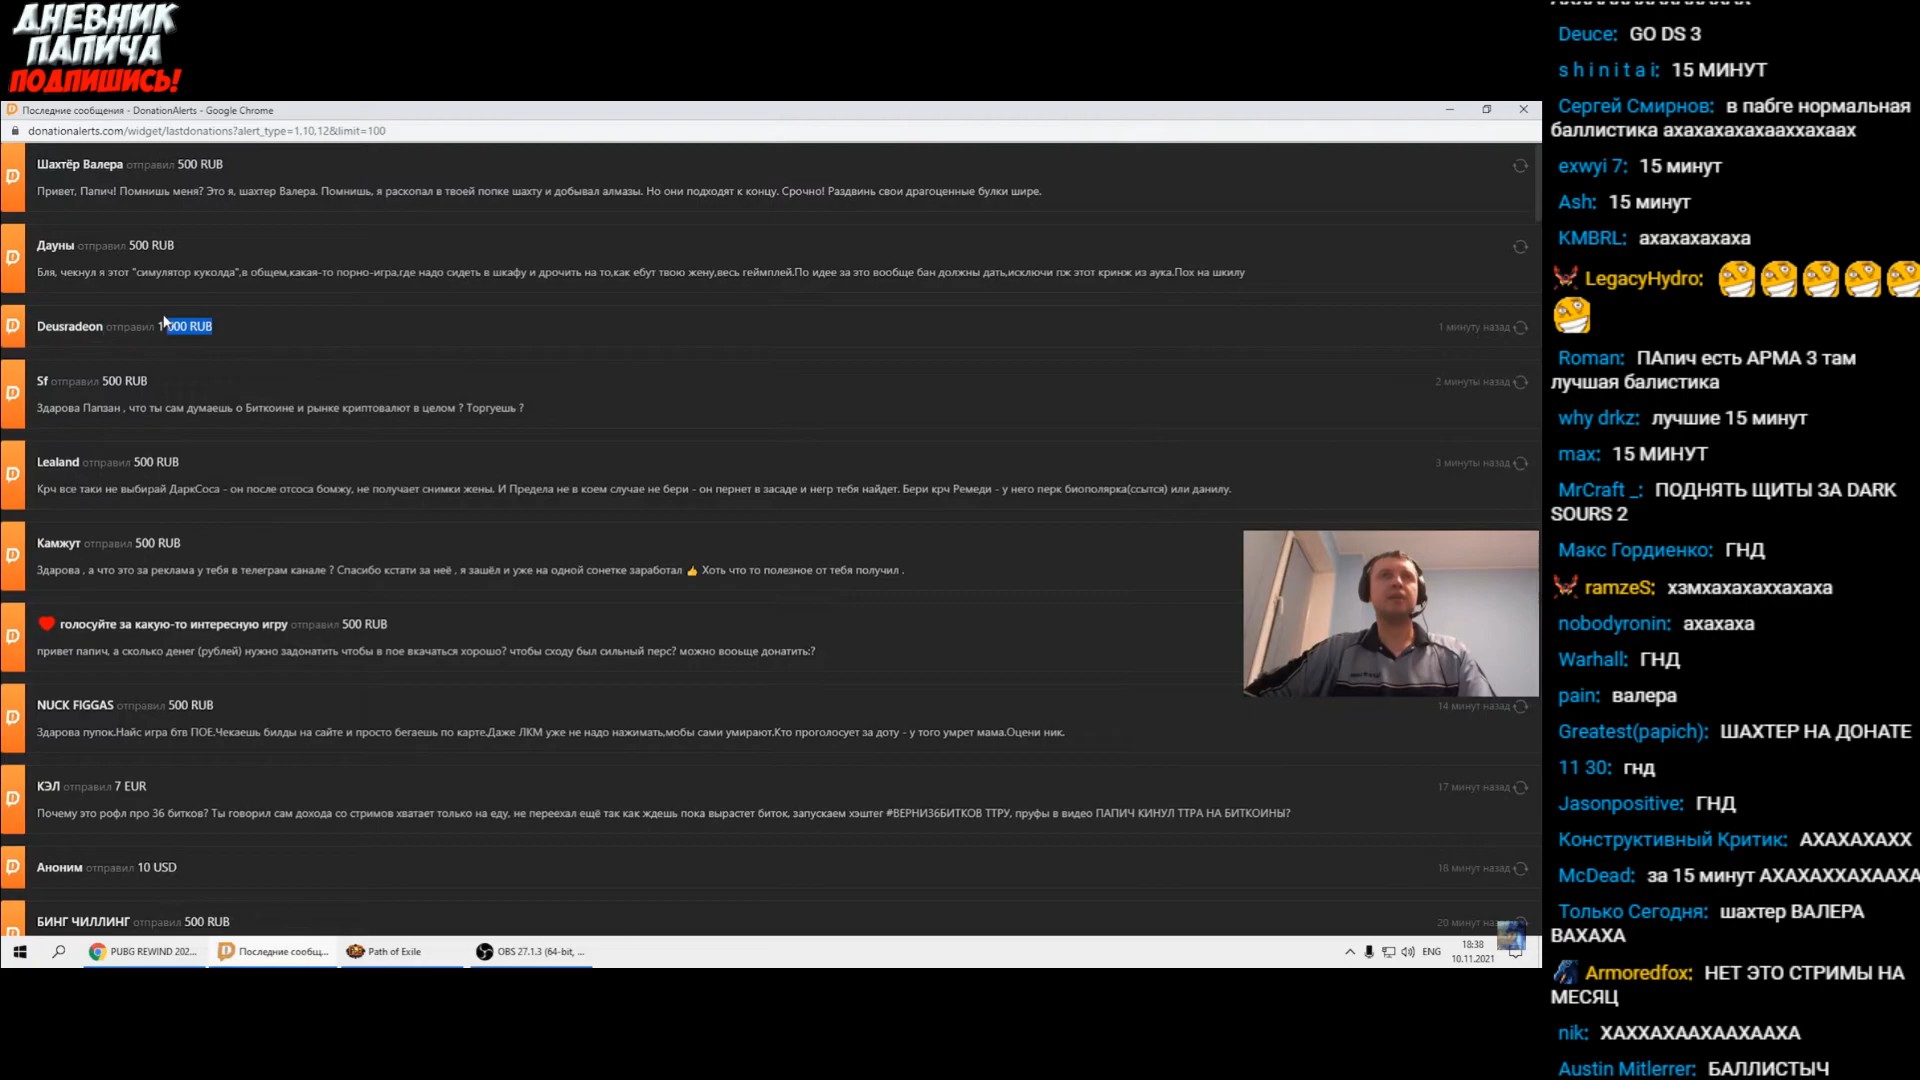 ДНЕВНИК
ПАПИЧА
ПОДПИШИСЬ!
Последние сообщения - DonationAlerts - Google Chrome
donationalerts.com/widget/lastdonations?alert_type=1,10,12&limit=100
Шахтёр Валера отправил 500 RUB
Привет, Папич! Помнишь меня? Это я, шахтер Валера. Помнишь, я раскопал в твоей попке шахту и добывал алмазы. Но они подходят к концу. Срочно! Раздвинь свои драгоценные булки шире.
Дауны отправил 500 RUB
Бля, чекнул я этот "симулятор куколда",в общем,какая-то порно-игра,где надо сидеть в шкафу и дрочить на то,как ебут твою жену,весь геймплей.По идее за это вообще бан должны дать,исключи пж этот кринж из аука.Пох на шкилу
Deusradeon отправил 1 000 RUB
1 минуту назад
Sf отправил 500 RUB
2 минуты назад
Здарова Папзан , что ты сам думаешь о Биткоине и рынке криптовалют в целом ? Торгуешь ?
Lealand отправил 500 RUB
3 минуты назад
Крч все таки не выбирай ДаркСоса - он после отсоса бомжу, не получает снимки жены. И Предела не в коем случае не бери - он пернет в засаде и негр тебя найдет. Бери крч Ремеди - у него перк биополярка(ссытся) или данилу.
Камжут отправил 500 RUB
Здарова , а что это за реклама у тебя в телеграм канале ? Спасибо кстати за неё , я зашёл и уже на одной сонетке заработал 👍 Хоть что то полезное от тебя получил .
голосуйте за какую-то интересную игру отправил 500 RUB
привет папич, а сколько денег (рублей) нужно задонатить чтобы в пое вкачаться хорошо? чтобы сходу был сильный перс? можно воощье донатить:?
NUCK FIGGAS отправил 500 RUB
14 минут назад
Здарова пупок.Найс игра бтв ПОЕ.Чекаешь билды на сайте и просто бегаешь по карте.Даже ЛКМ уже не надо нажимать,мобы сами умирают.Кто проголосует за доту - у того умрет мама.Оцени ник.
КЭЛ отправил 7 EUR
17 минут назад
Почему это рофл про 36 битков? Ты говорил сам дохода со стримов хватает только на еду, не переехал ещё так как ждешь пока вырастет биток, запускаем хэштег #ВЕРНИ36БИТКОВ ТТРУ, пруфы в видео ПАПИЧ КИНУЛ ТТРА НА БИТКОИНЫ?
Аноним отправил 10 USD
18 минут назад
БИНГ ЧИЛЛИНГ отправил 500 RUB
20 минут
PUBG REWIND 202...
Последние сообщ...
Path of Exile
OBS 27.1.3 (64-bit, ...
ENG
18:38
10.11.2021
Deuce: GO DS 3
s h i n i t a i: 15 МИНУТ
Сергей Смирнов: в пабге нормальная
баллистика ахахахахахааххахаах
exwyi 7: 15 минут
Ash: 15 минут
KMBRL: ахахахахаха
LegacyHydro:
Roman: ПАпич есть АРМА 3 там
лучшая балистика
why drkz: лучшие 15 минут
max: 15 МИНУТ
MrCraft _: ПОДНЯТЬ ЩИТЫ ЗА DARK
SOURS 2
Макс Гордиенко: ГНД
ramzeS: хзмхахахаххахаха
nobodyronin: ахахаха
Warhall: ГНД
pain: валера
Greatest(papich): ШАХТЕР НА ДОНАТЕ
11 30: гнд
Jasonpositive: ГНД
Конструктивный Критик: АХАХАХАХХ
McDead: за 15 минут АХАХАХХАХААХА
Только Сегодня: шахтер ВАЛЕРА
ВАХАХА
Armoredfox: НЕТ ЭТО СТРИМЫ НА
МЕСЯЦ
nik: ХАХХАХААХААХААХА
Austin Mitlerrer: БАЛЛИСТЫЧ